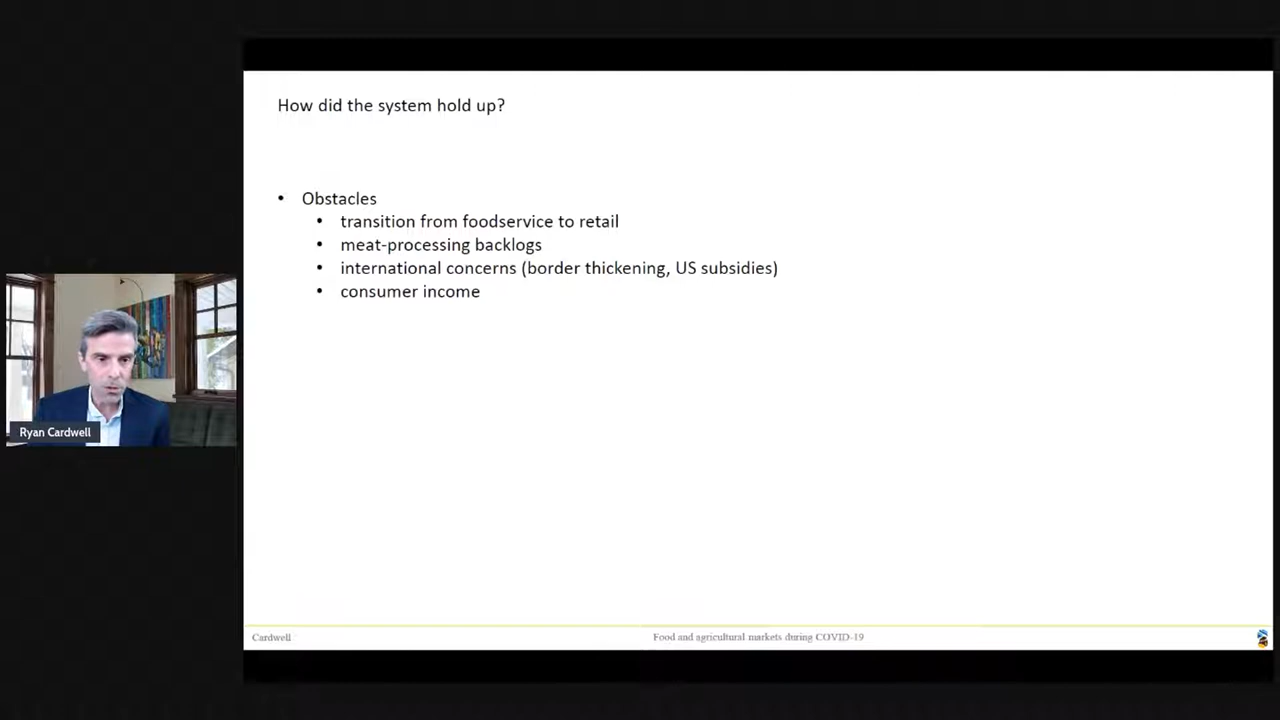 How did the system hold up?
• Obstacles
• transition from foodservice to retail
• meat-processing backlogs
• international concerns (border thickening, US subsidies)
• consumer income
Ryan Cardwell
Cardwell
Food and agricultural markets during COVID-19